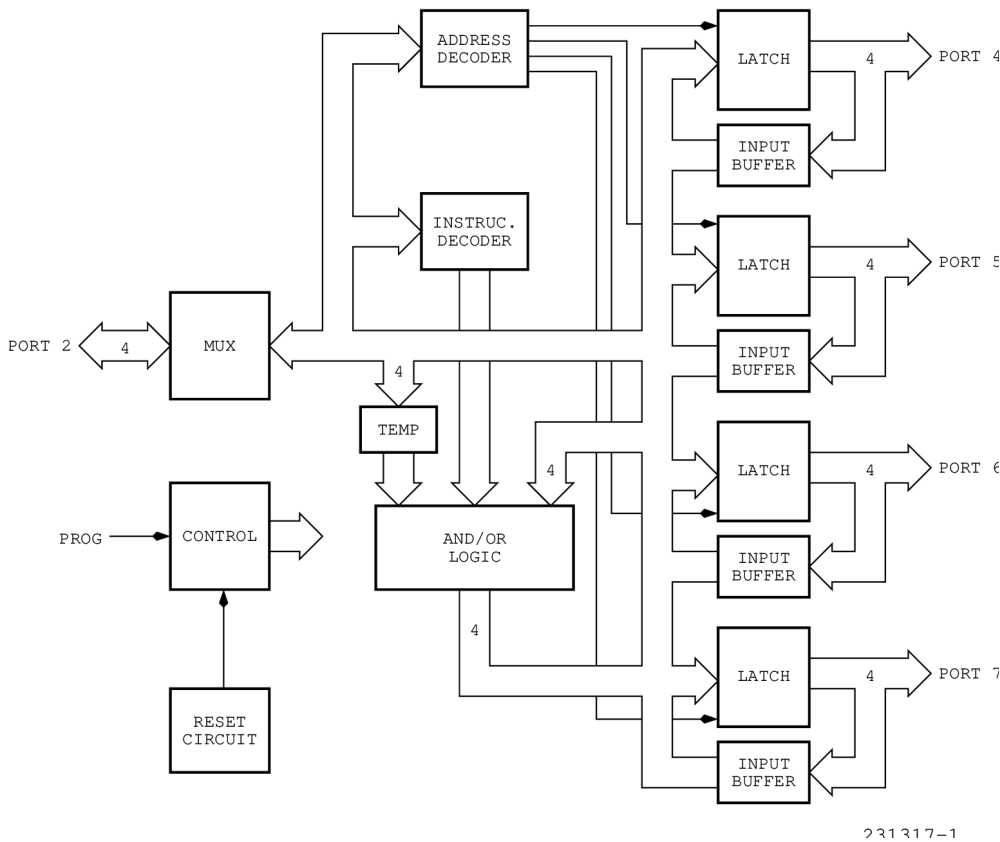 ADDRESS
DECODER
LATCH
4
PORT 4
INPUT
BUFFER
INSTRUC.
DECODER
LATCH
4
PORT 5
PORT 2
4
MUX
INPUT
BUFFER
4
TEMP
4
LATCH
4
PORT 6
PROG
CONTROL
AND/OR
LOGIC
INPUT
BUFFER
4
LATCH
4
PORT 7
RESET
CIRCUIT
INPUT
BUFFER
231317-1